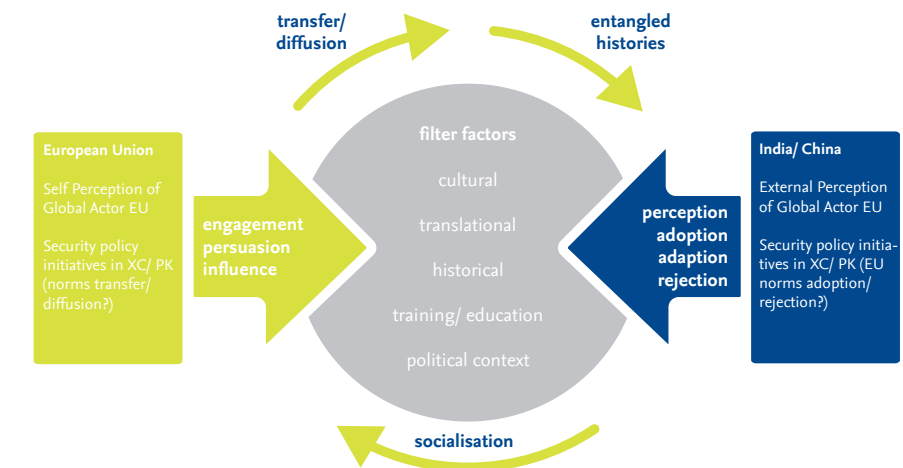 transfer/
diffusion
entangled
histories
European Union
Self Perception of
Global Actor EU
Security policy
initiatives in XC/ PK
(norms transfer/
diffusion?)
engagement
persuasion
influence
filter factors
cultural
translational
historical
training/ education
political context
perception
adoption
adaption
rejection
India/ China
External Perception
of Global Actor EU
Security policy initia-
tives in XC/ PK (EU
norms adoption/
rejection?)
socialisation